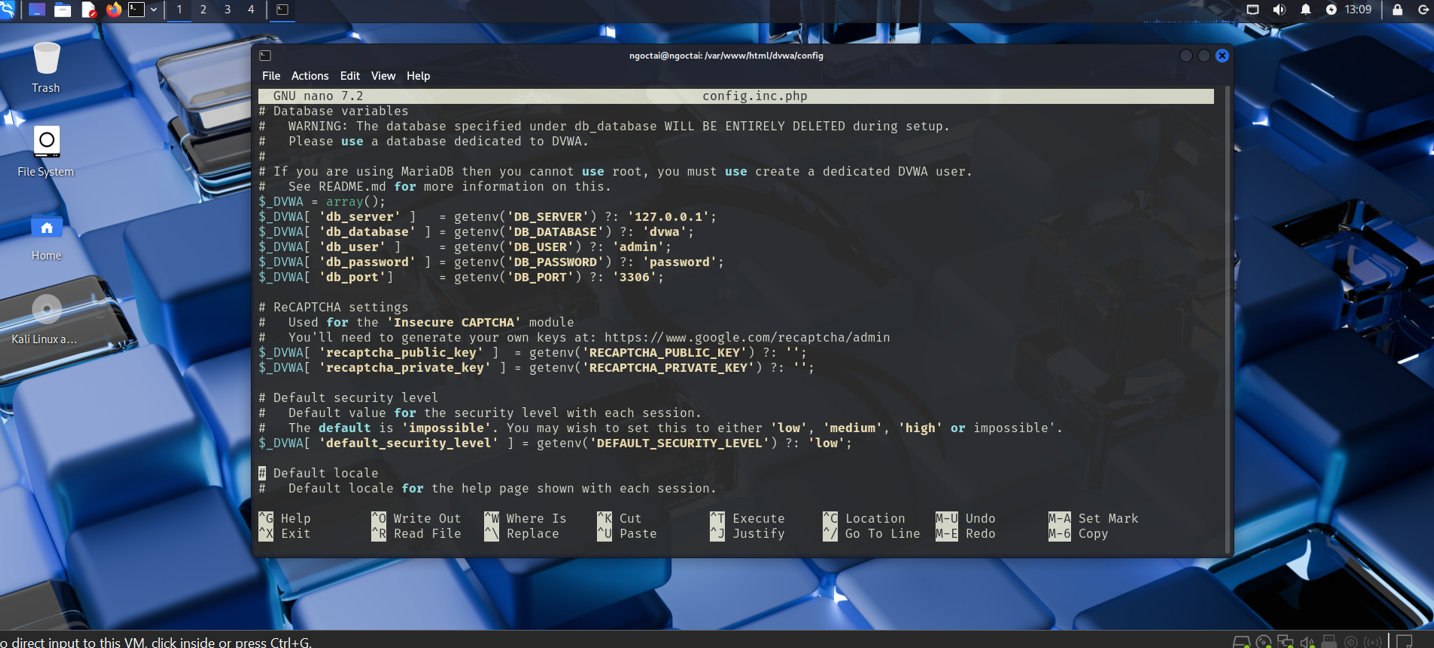 1 2 3 4
13:09
Trash
File System
Home
Kali Linux a...
ngoctai@ngoctai: /var/www/html/dvwa/config
File Actions Edit View Help
GNU nano 7.2 config.inc.php
# Database variables
#   WARNING: The database specified under db_database WILL BE ENTIRELY DELETED during setup.
#   Please use a database dedicated to DVWA.
#
# If you are using MariaDB then you cannot use root, you must use create a dedicated DVWA user.
#   See README.md for more information on this.
$_DVWA = array();
$_DVWA[ 'db_server' ]   = getenv('DB_SERVER') ?: '127.0.0.1';
$_DVWA[ 'db_database' ] = getenv('DB_DATABASE') ?: 'dvwa';
$_DVWA[ 'db_user' ]     = getenv('DB_USER') ?: 'admin';
$_DVWA[ 'db_password' ] = getenv('DB_PASSWORD') ?: 'password';
$_DVWA[ 'db_port']      = getenv('DB_PORT') ?: '3306';
# ReCAPTCHA settings
#   Used for the 'Insecure CAPTCHA' module
#   You'll need to generate your own keys at: https://www.google.com/recaptcha/admin
$_DVWA[ 'recaptcha_public_key' ]  = getenv('RECAPTCHA_PUBLIC_KEY') ?: '';
$_DVWA[ 'recaptcha_private_key' ] = getenv('RECAPTCHA_PRIVATE_KEY') ?: '';
# Default security level
#   Default value for the security level with each session.
#   The default is 'impossible'. You may wish to set this to either 'low', 'medium', 'high' or impossible'.
$_DVWA[ 'default_security_level' ] = getenv('DEFAULT_SECURITY_LEVEL') ?: 'low';
# Default locale
#   Default locale for the help page shown with each session.
^G Help ^O Write Out ^W Where Is ^K Cut ^T Execute ^C Location M-U Undo M-A Set Mark
^X Exit ^R Read File ^\ Replace ^U Paste ^J Justify ^/ Go To Line M-E Redo M-6 Copy
o direct input to this VM, click inside or press Ctrl+G.